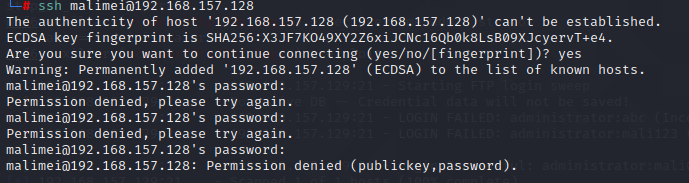 └─# ssh malimei@192.168.157.128
The authenticity of host '192.168.157.128 (192.168.157.128)' can't be established.
ECDSA key fingerprint is SHA256:X3JF7KO49XY2Z6xiJCNc16Qb0k8LsB09XJcyervT+e4.
Are you sure you want to continue connecting (yes/no/[fingerprint])? yes
Warning: Permanently added '192.168.157.128' (ECDSA) to the list of known hosts.
malimei@192.168.157.128's password:
Permission denied, please try again.
malimei@192.168.157.128's password:
Permission denied, please try again.
malimei@192.168.157.128's password:
malimei@192.168.157.128: Permission denied (publickey,password).